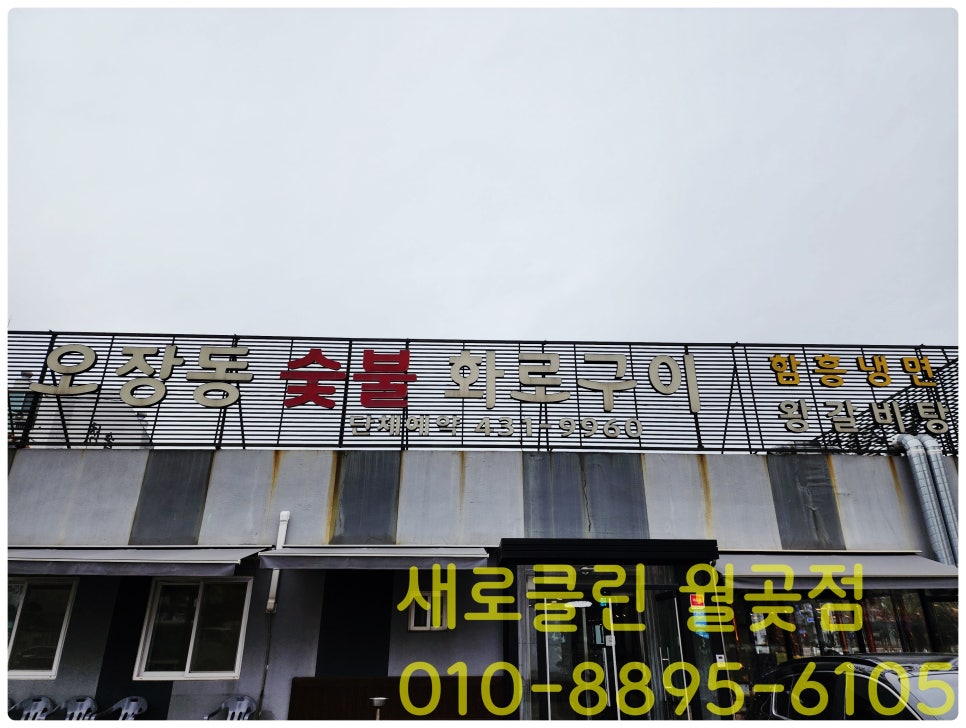 오장동 숯불 화로구이
단체예약 431-9960
함흥냉면
왕갈비탕
새로클린 월곶점
010-8895-6105